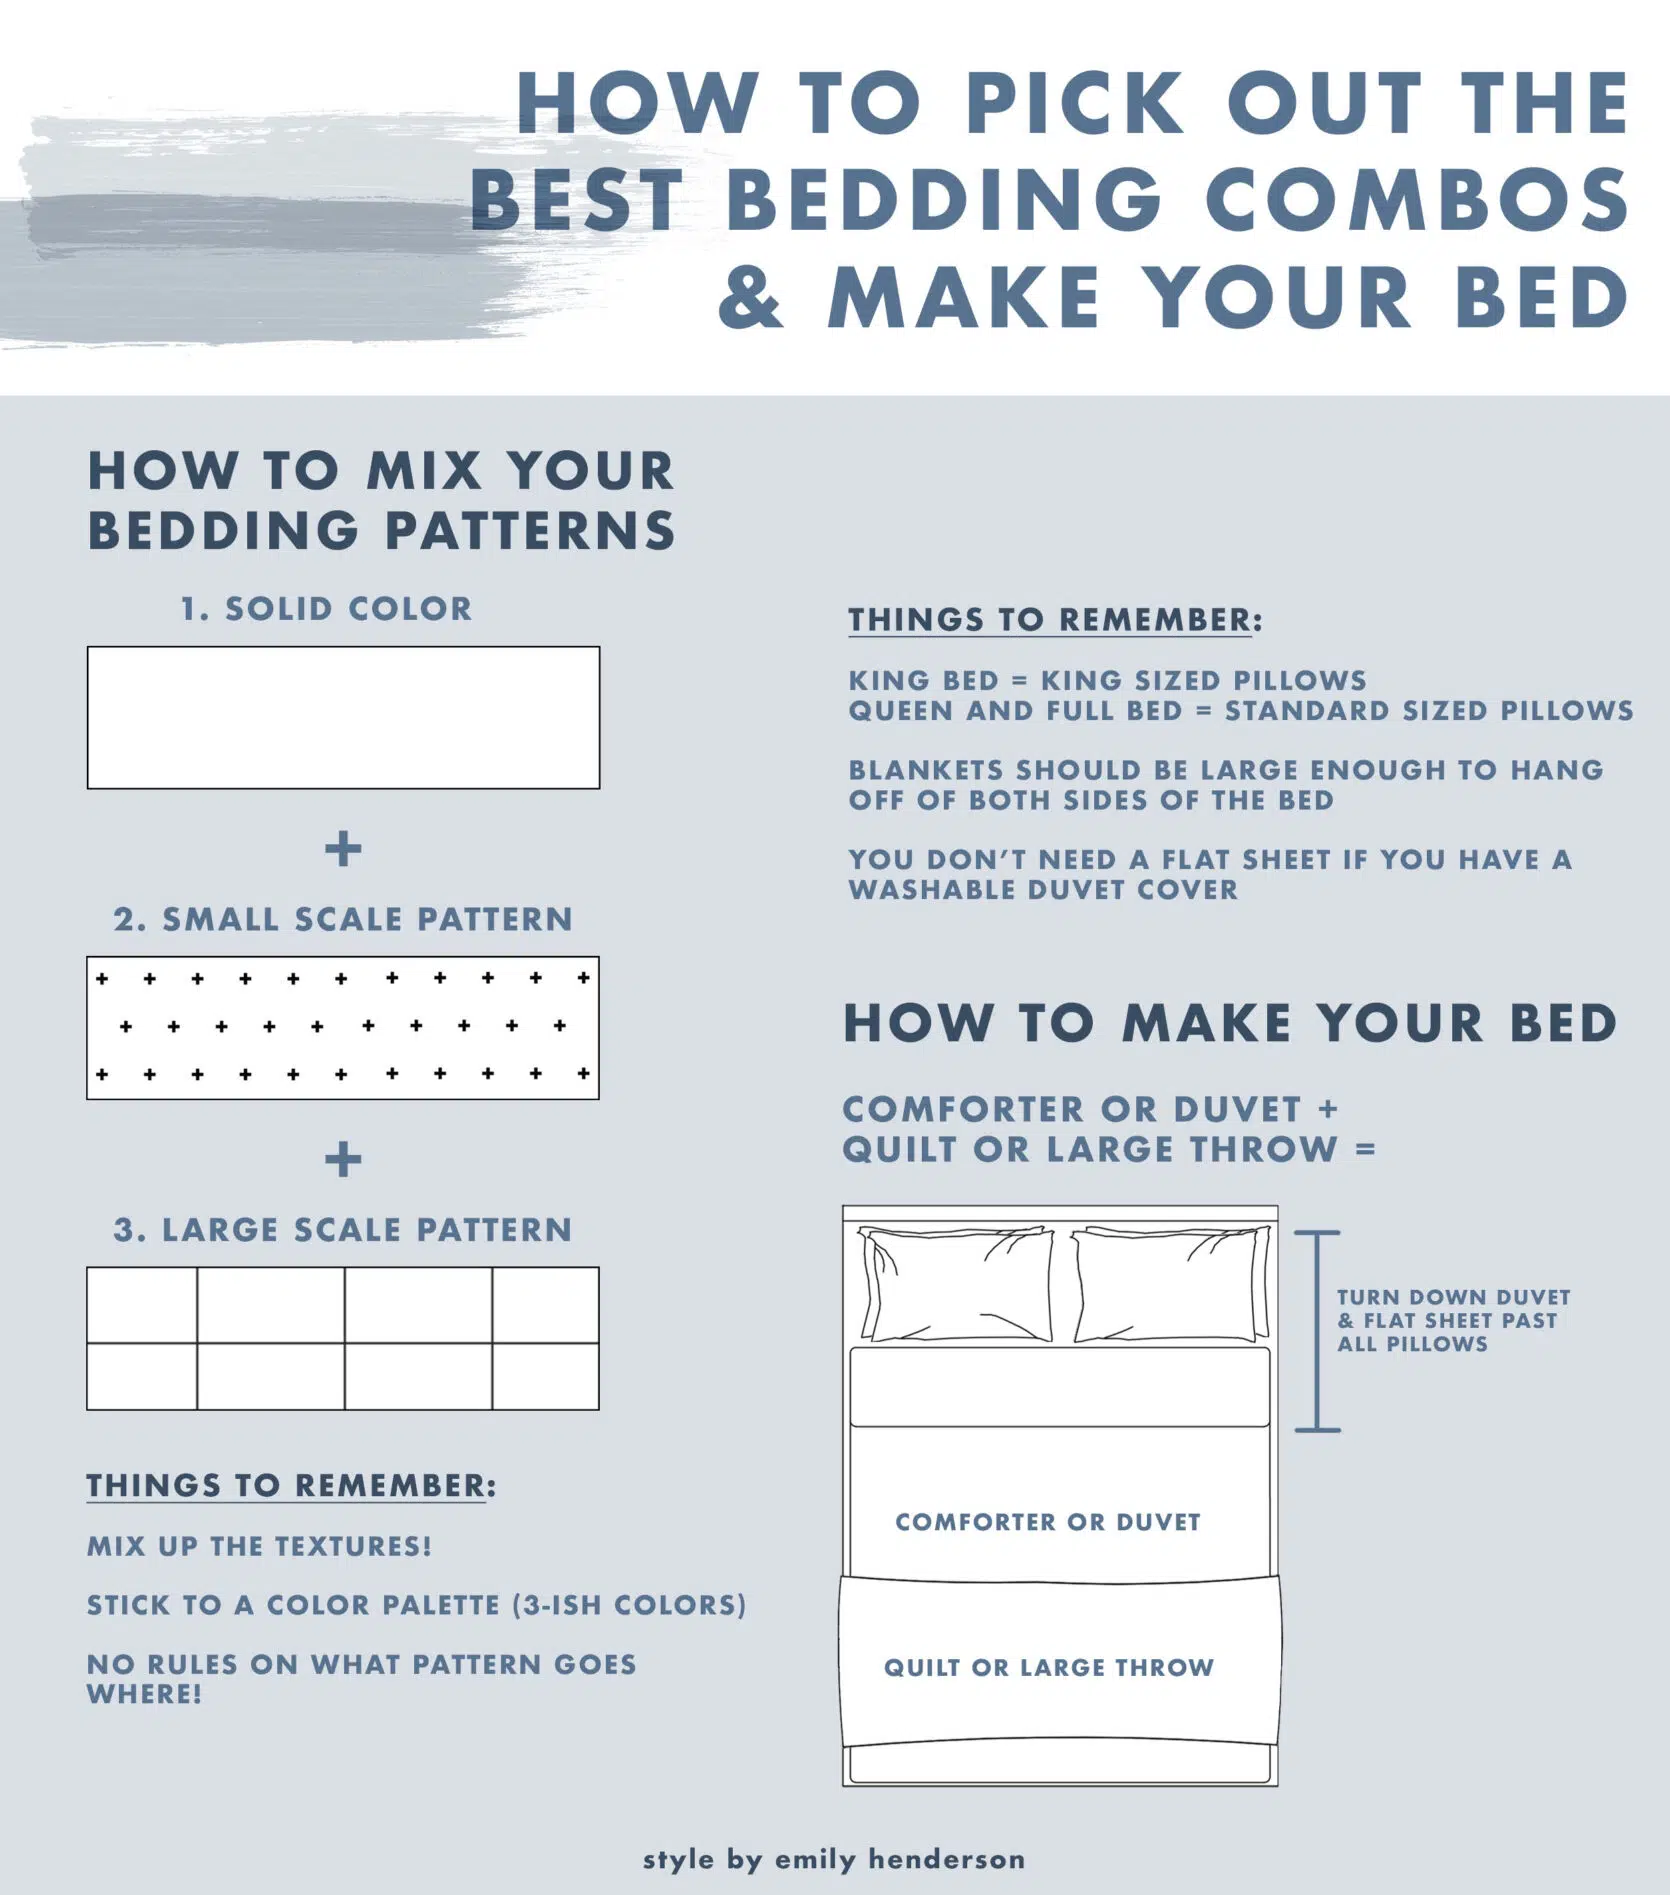 HOW TO PICK OUT THE
BEST BEDDING COMBOS
& MAKE YOUR BED
HOW TO MIX YOUR
BEDDING PATTERNS
1. SOLID COLOR
+
2. SMALL SCALE PATTERN
+
3. LARGE SCALE PATTERN
THINGS TO REMEMBER:
MIX UP THE TEXTURES!
STICK TO A COLOR PALETTE (3-ISH COLORS)
NO RULES ON WHAT PATTERN GOES
WHERE!
THINGS TO REMEMBER:
KING BED = KING SIZED PILLOWS
QUEEN AND FULL BED = STANDARD SIZED PILLOWS
BLANKETS SHOULD BE LARGE ENOUGH TO HANG
OFF OF BOTH SIDES OF THE BED
YOU DON’T NEED A FLAT SHEET IF YOU HAVE A
WASHABLE DUVET COVER
HOW TO MAKE YOUR BED
COMFORTER OR DUVET +
QUILT OR LARGE THROW =
TURN DOWN DUVET
& FLAT SHEET PAST
ALL PILLOWS
COMFORTER OR DUVET
QUILT OR LARGE THROW
style by emily henderson